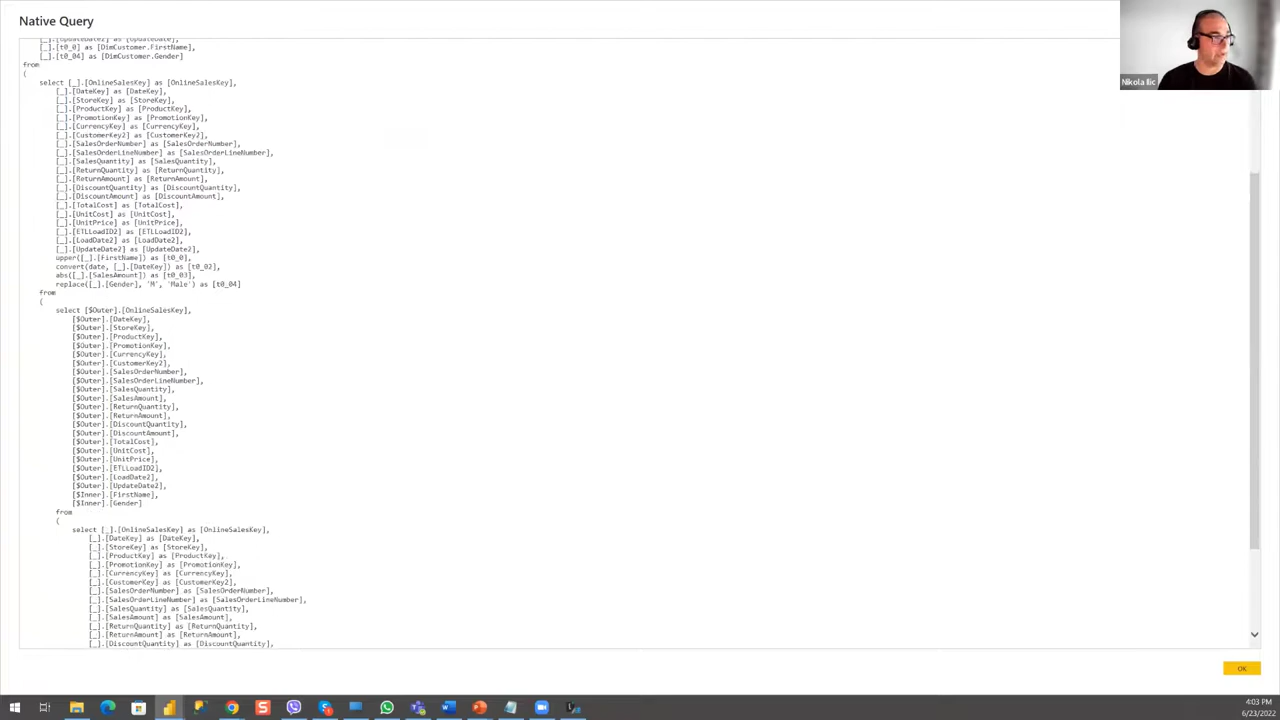 Native Query
[_].[UpdateDate2] as [UpdateDate2],
[_].[t0_0] as [DimCustomer.FirstName],
[_].[t0_04] as [DimCustomer.Gender]
from
(
select [_].[OnlineSalesKey] as [OnlineSalesKey],
[_].[DateKey] as [DateKey],
[_].[StoreKey] as [StoreKey],
[_].[ProductKey] as [ProductKey],
[_].[PromotionKey] as [PromotionKey],
[_].[CurrencyKey] as [CurrencyKey],
[_].[CustomerKey2] as [CustomerKey2],
[_].[SalesOrderNumber] as [SalesOrderNumber],
[_].[SalesOrderLineNumber] as [SalesOrderLineNumber],
[_].[SalesQuantity] as [SalesQuantity],
[_].[ReturnQuantity] as [ReturnQuantity],
[_].[ReturnAmount] as [ReturnAmount],
[_].[DiscountQuantity] as [DiscountQuantity],
[_].[DiscountAmount] as [DiscountAmount],
[_].[TotalCost] as [TotalCost],
[_].[UnitCost] as [UnitCost],
[_].[UnitPrice] as [UnitPrice],
[_].[ETLLoadID2] as [ETLLoadID2],
[_].[LoadDate2] as [LoadDate2],
[_].[UpdateDate2] as [UpdateDate2],
upper([_].[FirstName]) as [t0_0],
convert(date, [_].[DateKey]) as [t0_02],
abs([_].[SalesAmount]) as [t0_03],
replace([_].[Gender], 'M', 'Male') as [t0_04]
from
(
select [$Outer].[OnlineSalesKey],
[$Outer].[DateKey],
[$Outer].[StoreKey],
[$Outer].[ProductKey],
[$Outer].[PromotionKey],
[$Outer].[CurrencyKey],
[$Outer].[CustomerKey2],
[$Outer].[SalesOrderNumber],
[$Outer].[SalesOrderLineNumber],
[$Outer].[SalesQuantity],
[$Outer].[SalesAmount],
[$Outer].[ReturnQuantity],
[$Outer].[ReturnAmount],
[$Outer].[DiscountQuantity],
[$Outer].[DiscountAmount],
[$Outer].[TotalCost],
[$Outer].[UnitCost],
[$Outer].[UnitPrice],
[$Outer].[ETLLoadID2],
[$Outer].[LoadDate2],
[$Outer].[UpdateDate2],
[$Inner].[FirstName],
[$Inner].[Gender]
from
(
select [_].[OnlineSalesKey] as [OnlineSalesKey],
[_].[DateKey] as [DateKey],
[_].[StoreKey] as [StoreKey],
[_].[ProductKey] as [ProductKey],
[_].[PromotionKey] as [PromotionKey],
[_].[CurrencyKey] as [CurrencyKey],
[_].[CustomerKey] as [CustomerKey2],
[_].[SalesOrderNumber] as [SalesOrderNumber],
[_].[SalesOrderLineNumber] as [SalesOrderLineNumber],
[_].[SalesQuantity] as [SalesQuantity],
[_].[SalesAmount] as [SalesAmount],
[_].[ReturnQuantity] as [ReturnQuantity],
[_].[ReturnAmount] as [ReturnAmount],
[_].[DiscountQuantity] as [DiscountQuantity],
OK
Nikola Ilic
4:03 PM
6/23/2022